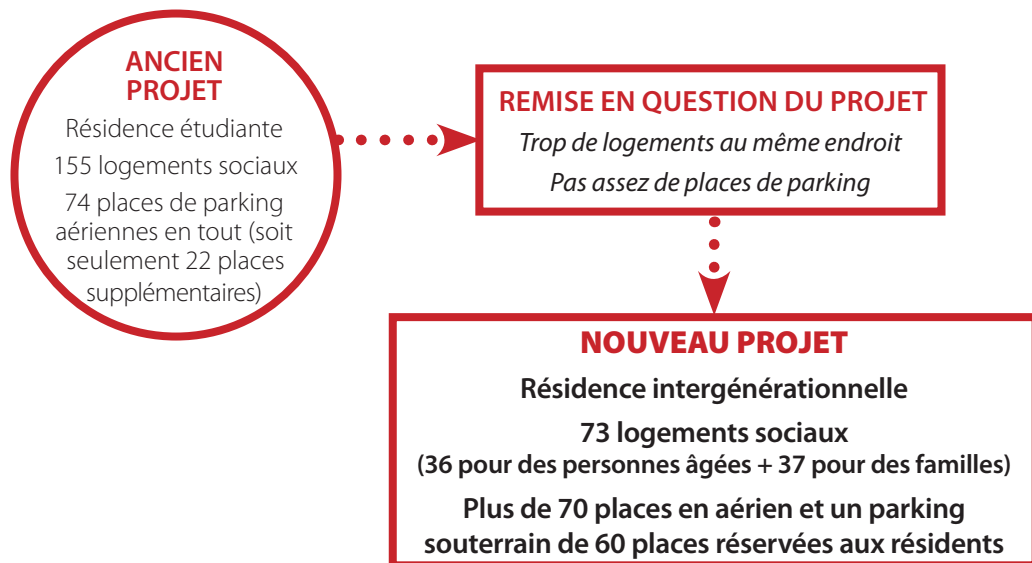 ANCIEN
PROJET
Résidence étudiante
155 logements sociaux
74 places de parking
aériennes en tout (soit
seulement 22 places
supplémentaires)
REMISE EN QUESTION DU PROJET
Trop de logements au même endroit
Pas assez de places de parking
NOUVEAU PROJET
Résidence intergénérationnelle
73 logements sociaux
(36 pour des personnes âgées + 37 pour des familles)
Plus de 70 places en aérien et un parking
souterrain de 60 places réservées aux résidents